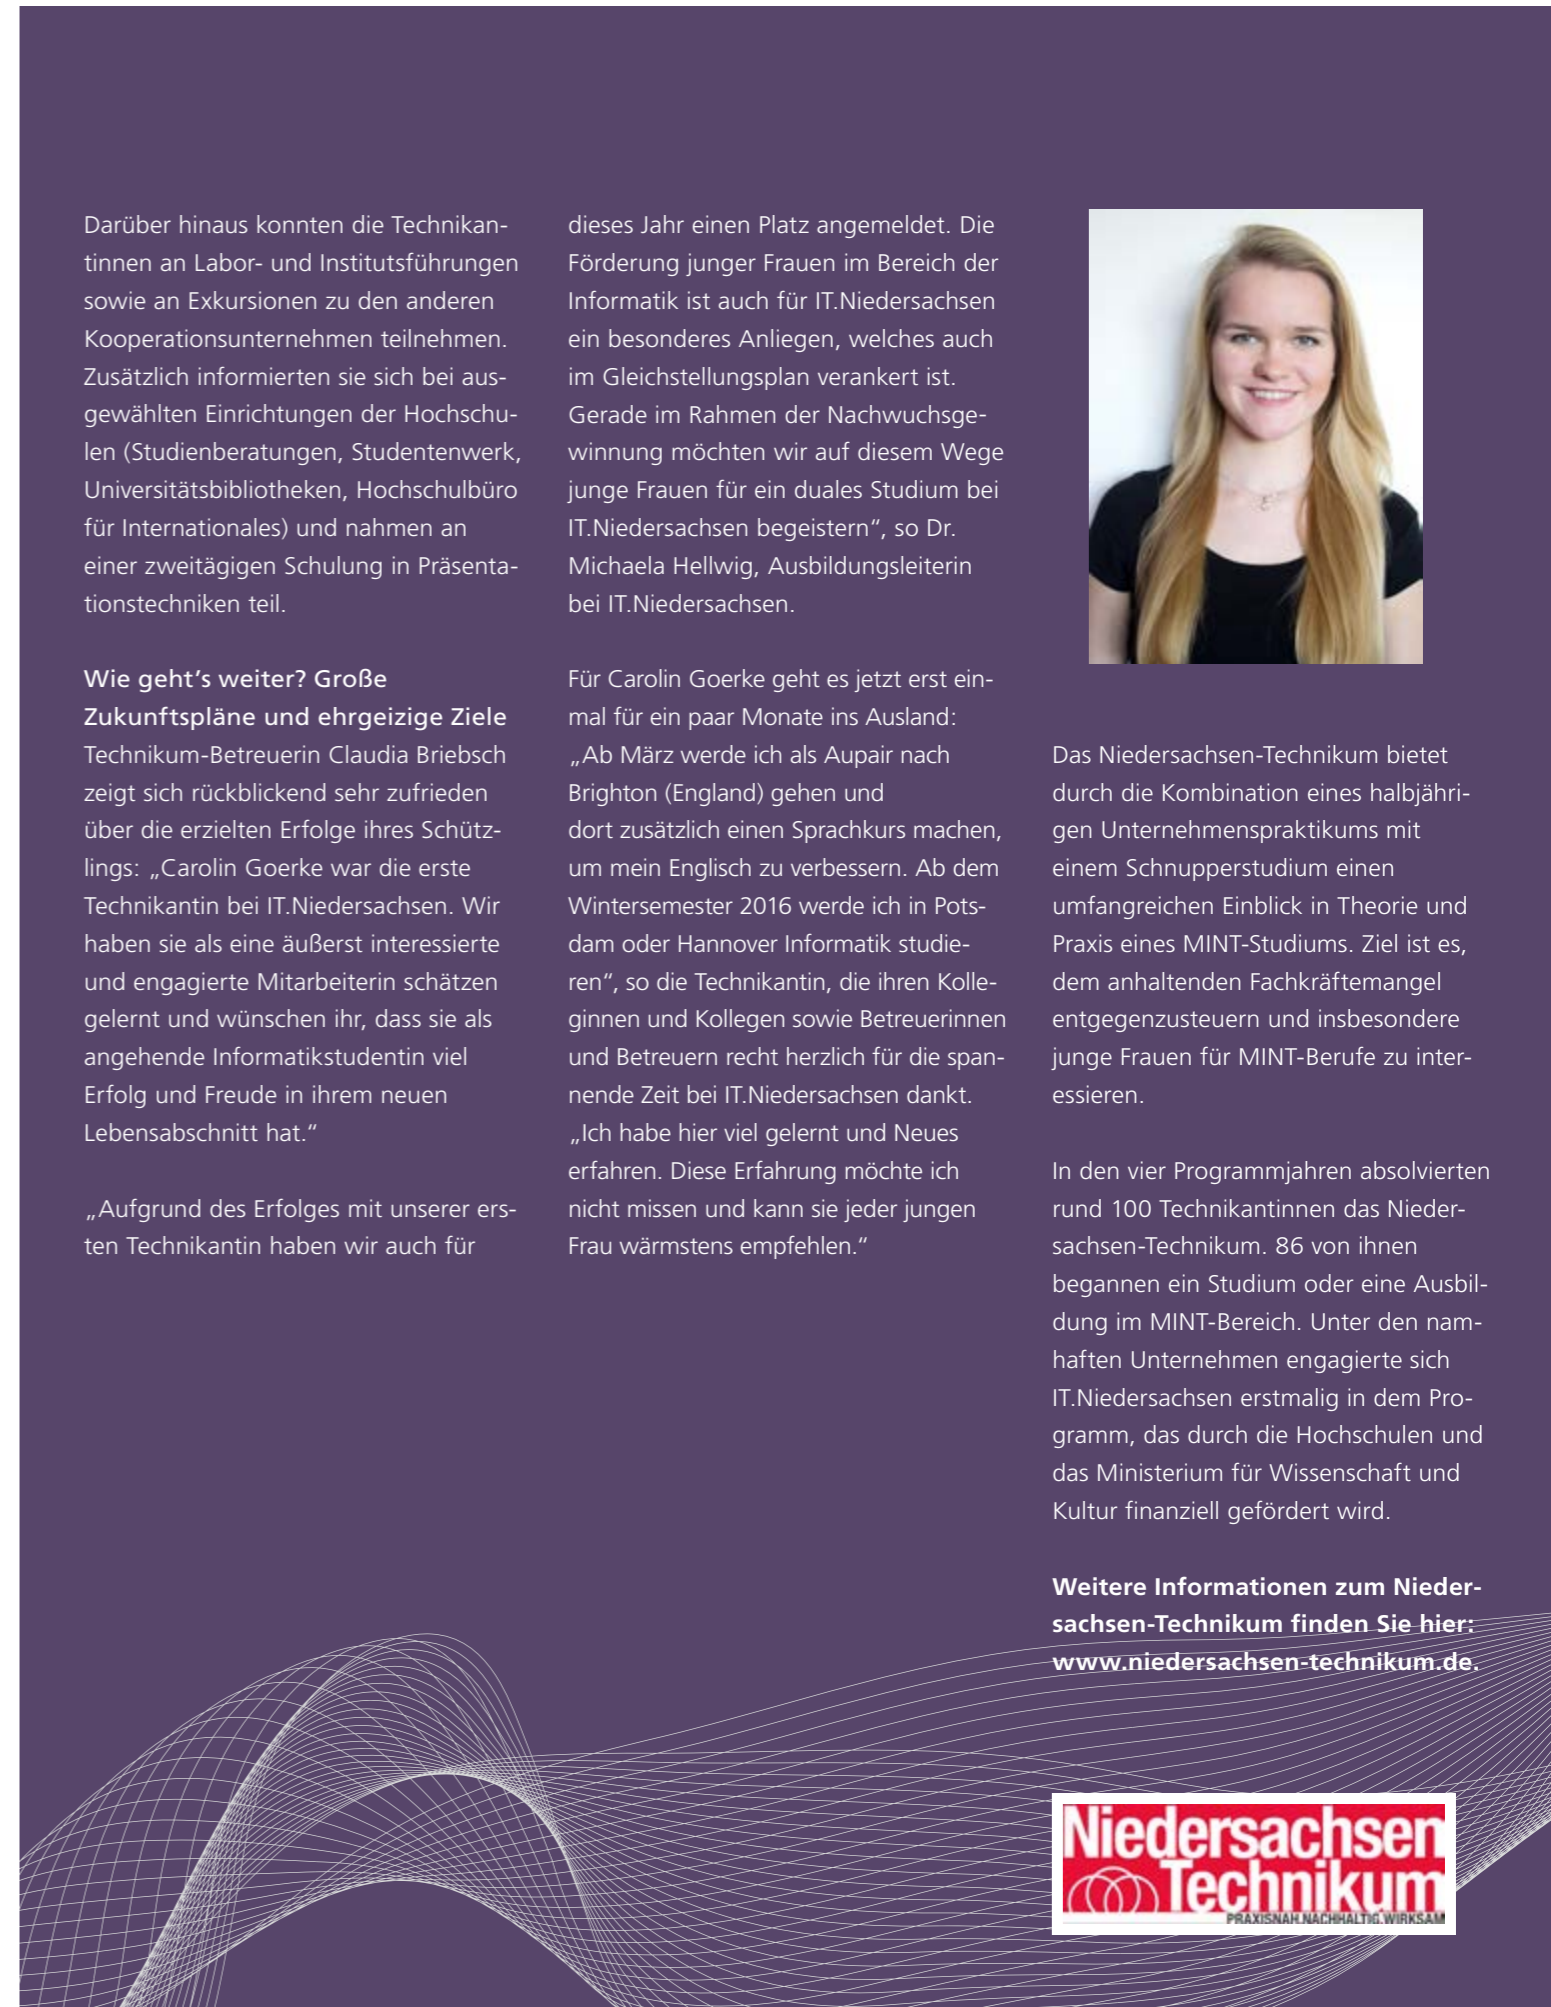 Darüber hinaus konnten die Technikan-
tinnen an Labor- und Institutsführungen
sowie an Exkursionen zu den anderen
Kooperationsunternehmen teilnehmen.
Zusätzlich informierten sie sich bei aus-
gewählten Einrichtungen der Hochschu-
len (Studienberatungen, Studentenwerk,
Universitätsbibliotheken, Hochschulbüro
für Internationales) und nahmen an
einer zweitägigen Schulung in Präsenta-
tionstechniken teil.
Wie geht’s weiter? Große
Zukunftspläne und ehrgeizige Ziele
Technikum-Betreuerin Claudia Briebsch
zeigt sich rückblickend sehr zufrieden
über die erzielten Erfolge ihres Schütz-
lings: „Carolin Goerke war die erste
Technikantin bei IT.Niedersachsen. Wir
haben sie als eine äußerst interessierte
und engagierte Mitarbeiterin schätzen
gelernt und wünschen ihr, dass sie als
angehende Informatikstudentin viel
Erfolg und Freude in ihrem neuen
Lebensabschnitt hat.“
„Aufgrund des Erfolges mit unserer ers-
ten Technikantin haben wir auch für
dieses Jahr einen Platz angemeldet. Die
Förderung junger Frauen im Bereich der
Informatik ist auch für IT.Niedersachsen
ein besonderes Anliegen, welches auch
im Gleichstellungsplan verankert ist.
Gerade im Rahmen der Nachwuchsge-
winnung möchten wir auf diesem Wege
junge Frauen für ein duales Studium bei
IT.Niedersachsen begeistern“, so Dr.
Michaela Hellwig, Ausbildungsleiterin
bei IT.Niedersachsen.
Für Carolin Goerke geht es jetzt erst ein-
mal für ein paar Monate ins Ausland:
„Ab März werde ich als Aupair nach
Brighton (England) gehen und
dort zusätzlich einen Sprachkurs machen,
um mein Englisch zu verbessern. Ab dem
Wintersemester 2016 werde ich in Pots-
dam oder Hannover Informatik studie-
ren“, so die Technikantin, die ihren Kolle-
ginnen und Kollegen sowie Betreuerinnen
und Betreuern recht herzlich für die span-
nende Zeit bei IT.Niedersachsen dankt.
„Ich habe hier viel gelernt und Neues
erfahren. Diese Erfahrung möchte ich
nicht missen und kann sie jeder jungen
Frau wärmstens empfehlen.“
Das Niedersachsen-Technikum bietet
durch die Kombination eines halbjähri-
gen Unternehmenspraktikums mit
einem Schnupperstudium einen
umfangreichen Einblick in Theorie und
Praxis eines MINT-Studiums. Ziel ist es,
dem anhaltenden Fachkräftemangel
entgegenzusteuern und insbesondere
junge Frauen für MINT-Berufe zu inter-
essieren.
In den vier Programmjahren absolvierten
rund 100 Technikantinnen das Nieder-
sachsen-Technikum. 86 von ihnen
begannen ein Studium oder eine Ausbil-
dung im MINT-Bereich. Unter den nam-
haften Unternehmen engagierte sich
IT.Niedersachsen erstmalig in dem Pro-
gramm, das durch die Hochschulen und
das Ministerium für Wissenschaft und
Kultur finanziell gefördert wird.
Weitere Informationen zum Nieder-
sachsen-Technikum finden Sie hier:
www.niedersachsen-technikum.de.
Niedersachsen
Technikum
PRAXISNAH.NACHHALTIG.WIRKSAM